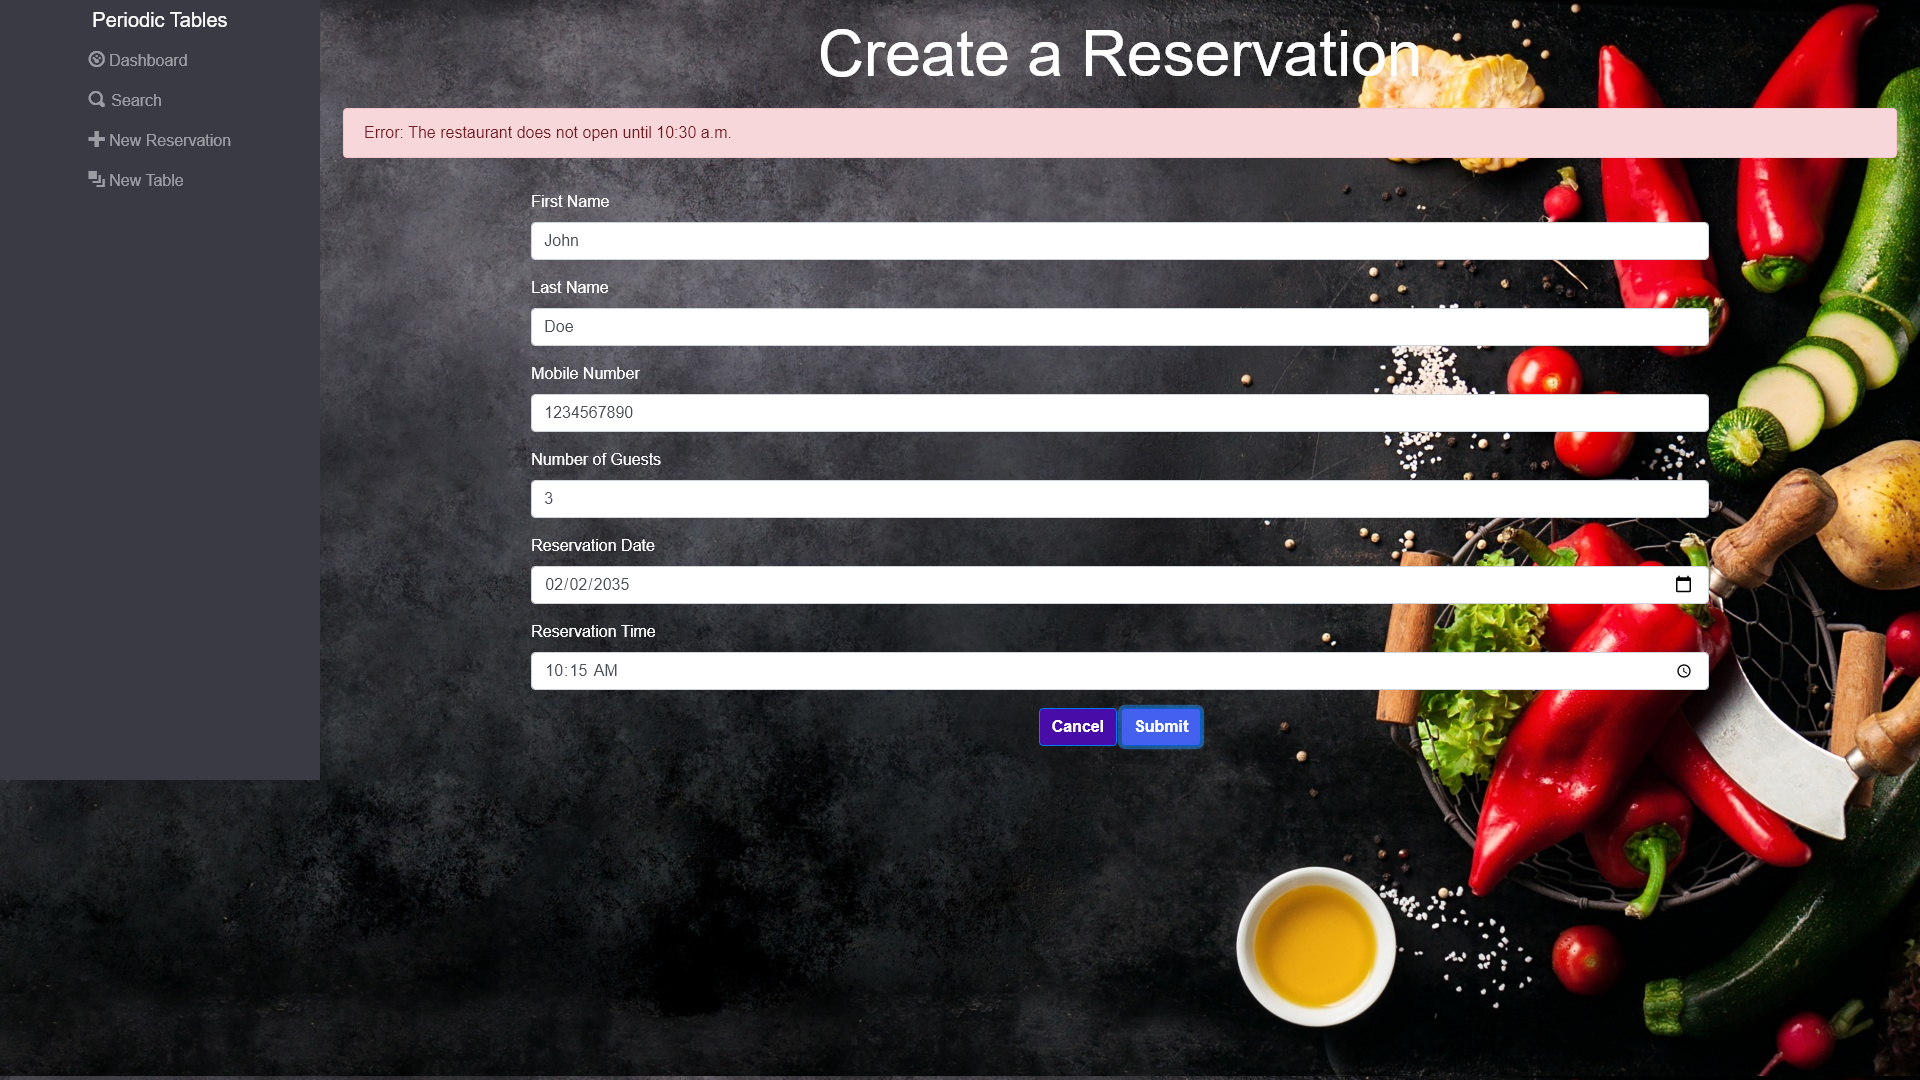 Periodic Tables
Dashboard
Search
New Reservation
New Table
Create a Reservation
Error: The restaurant does not open until 10:30 a.m.
First Name
John
Last Name
Doe
Mobile Number
1234567890
Number of Guests
3
Reservation Date
02/02/2035
Reservation Time
10:15 AM
Cancel Submit